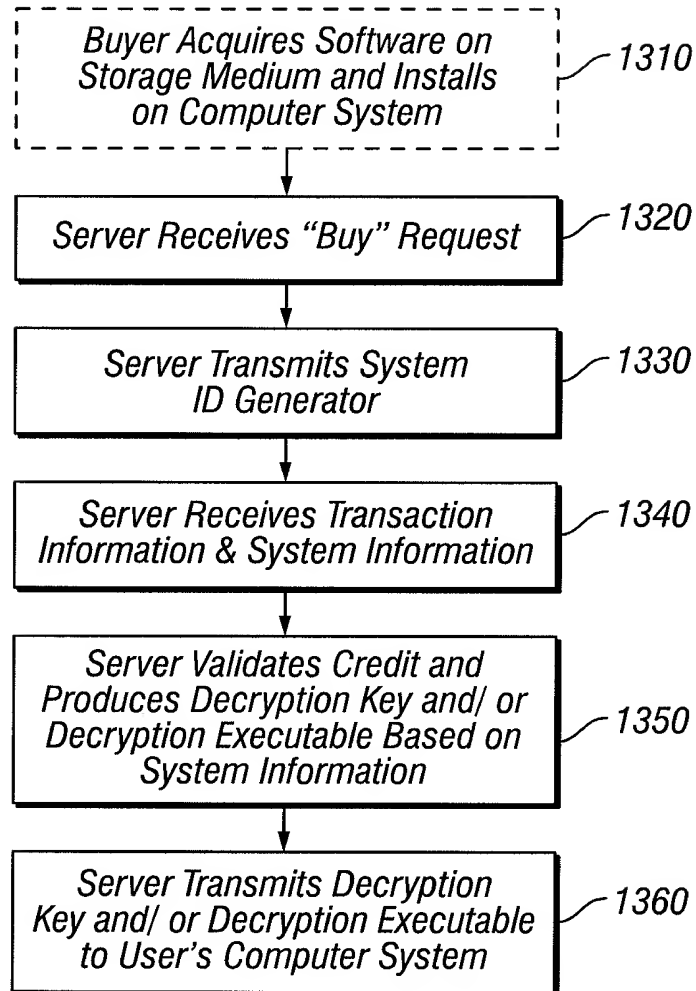 Buyer Acquires Software on
Storage Medium and Installs
on Computer System
1310
Server Receives “Buy” Request
1320
Server Transmits System
ID Generator
1330
Server Receives Transaction
Information & System Information
1340
Server Validates Credit and
Produces Decryption Key and/ or
Decryption Executable Based on
System Information
1350
Server Transmits Decryption
Key and/ or Decryption Executable
to User's Computer System
1360